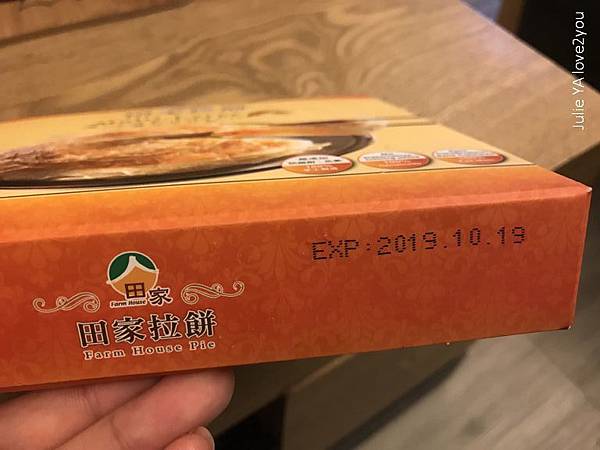 Julie YA love2you
EXP:2019.10.19
田家
Farm House
田家拉餅
Farm House Pie